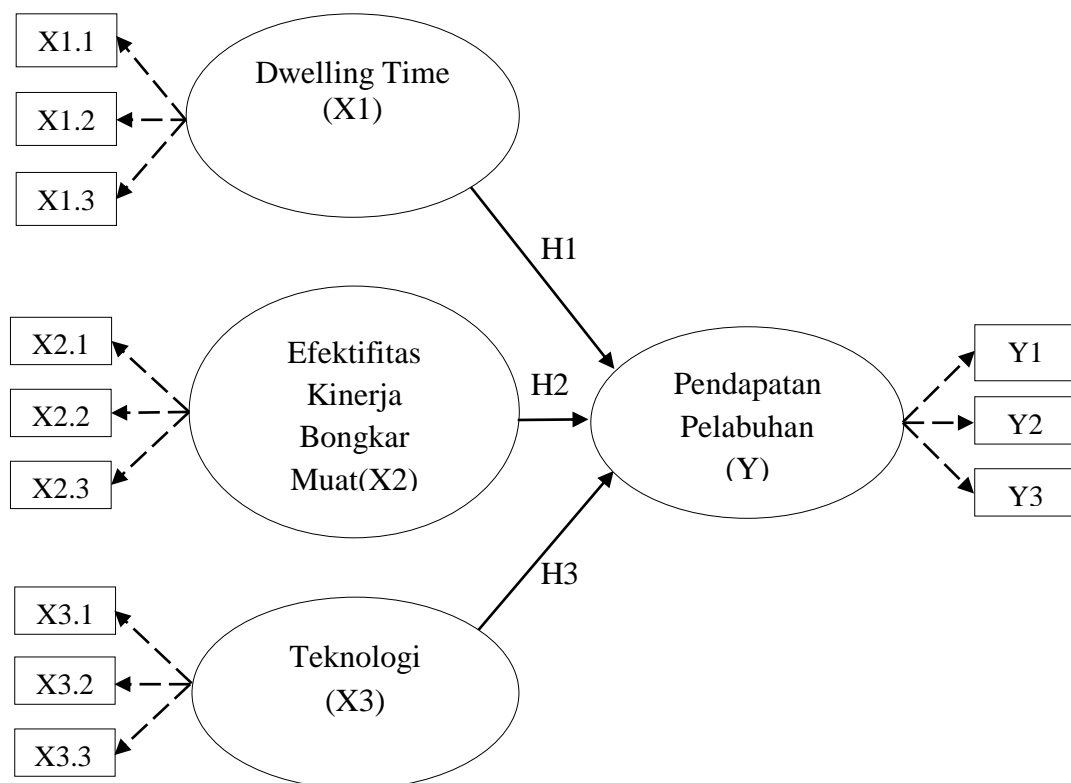 X1.1
X1.2
X1.3
Dwelling Time
(X1)
H1
X2.1
X2.2
X2.3
Efektifitas
Kinerja
Bongkar
Muat(X2)
H2
Pendapatan
Pelabuhan
(Y)
Y1
Y2
Y3
H3
X3.1
X3.2
X3.3
Teknologi
(X3)